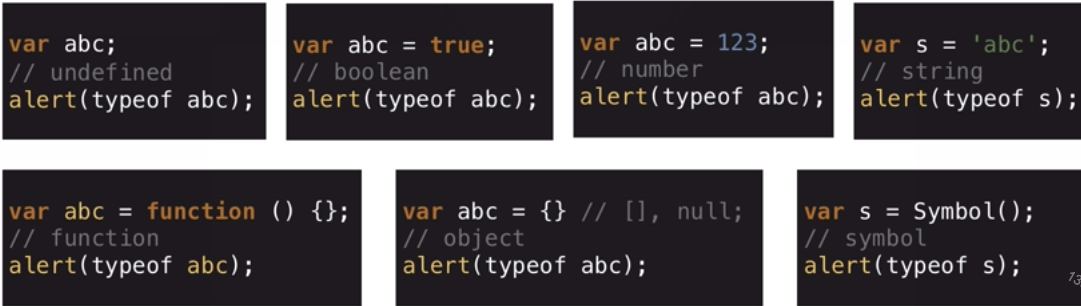 var abc;
// undefined
alert(typeof abc);
var abc = true;
// boolean
alert(typeof abc);
var abc = 123;
// number
alert(typeof abc);
var s = 'abc';
// string
alert(typeof s);
var abc = function () {};
// function
alert(typeof abc);
var abc = {} // [], null;
// object
alert(typeof abc);
var s = Symbol();
// symbol
alert(typeof s);
13